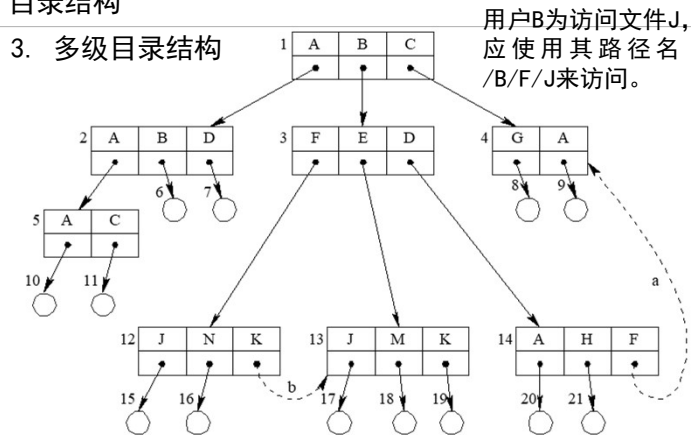 目录结构
3. 多级目录结构
用户B为访问文件J，
应使用其路径名
/B/F/J来访问。
1 A B C
2 A B D
3 F E D
4 G A
6 7
8 9
5 A C
10 11
a
12 J N K
13 J M K
14 A H F
b
15 16
17 18 19
20 21